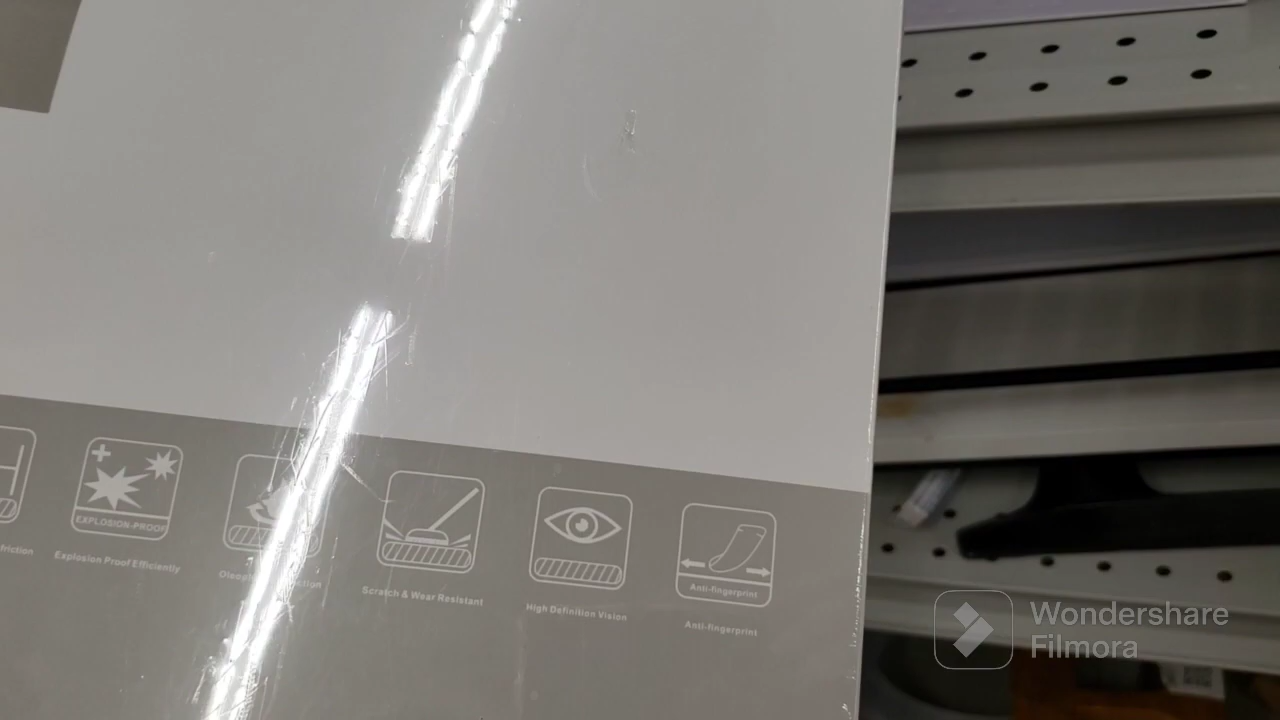 friction
EXPLOSION-PROOF
Explosion Proof Efficiently
Scratch & Wear Resistant
High Definition Vision
Anti-fingerprint
Anti-fingerprint
Wondershare
Filmora